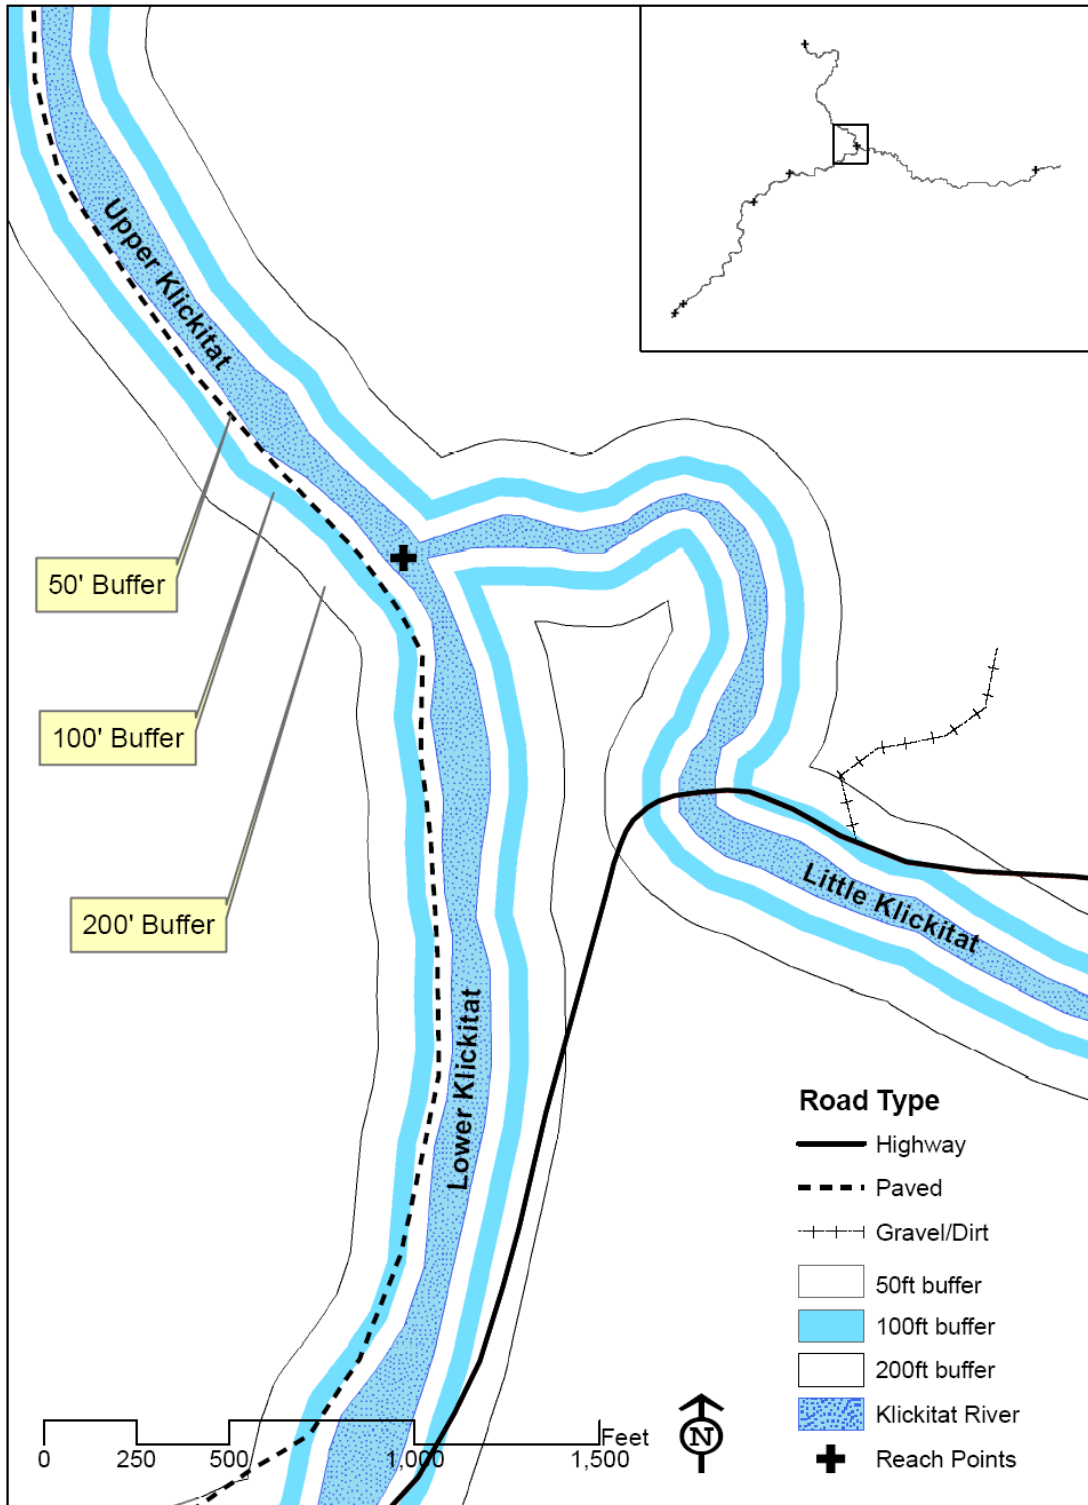 Upper Klickitat
50' Buffer
100' Buffer
200' Buffer
Little Klickitat
Lower Klickitat
Road Type
Highway
Paved
Gravel/Dirt
50ft buffer
100ft buffer
200ft buffer
Klickitat River
Reach Points
Feet
0 250 500 1,000 1,500
N